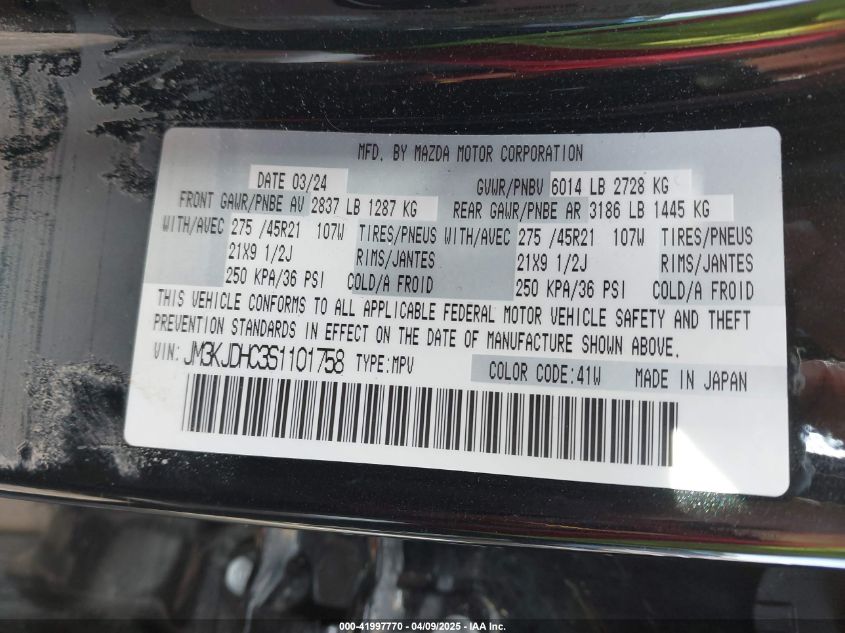 MFD. BY MAZDA MOTOR CORPORATION
DATE 03/24 GVWR/PNBV 6014 LB 2728 KG
FRONT GAWR/PNBE AV 2837 LB 1287 KG REAR GAWR/PNBE AR 3186 LB 1445 KG
WITH/AVEC 275 /45R21 107W TIRES/PNEUS WITH/AVEC 275 /45R21 107W TIRES/PNEUS
21X9 1/2J RIMS/JANTES 21X9 1/2J RIMS/JANTES
250 KPA/36 PSI COLD/A FROID 250 KPA/36 PSI COLD/A FROID
THIS VEHICLE CONFORMS TO ALL APPLICABLE FEDERAL MOTOR VEHICLE SAFETY AND THEFT
PREVENTION STANDARDS IN EFFECT ON THE DATE OF MANUFACTURE SHOWN ABOVE.
VIN: JM3KJDHC3S1101758 TYPE:MPV COLOR CODE:41W MADE IN JAPAN
000-41997770 - 04/09/2025 - © IAA Inc.